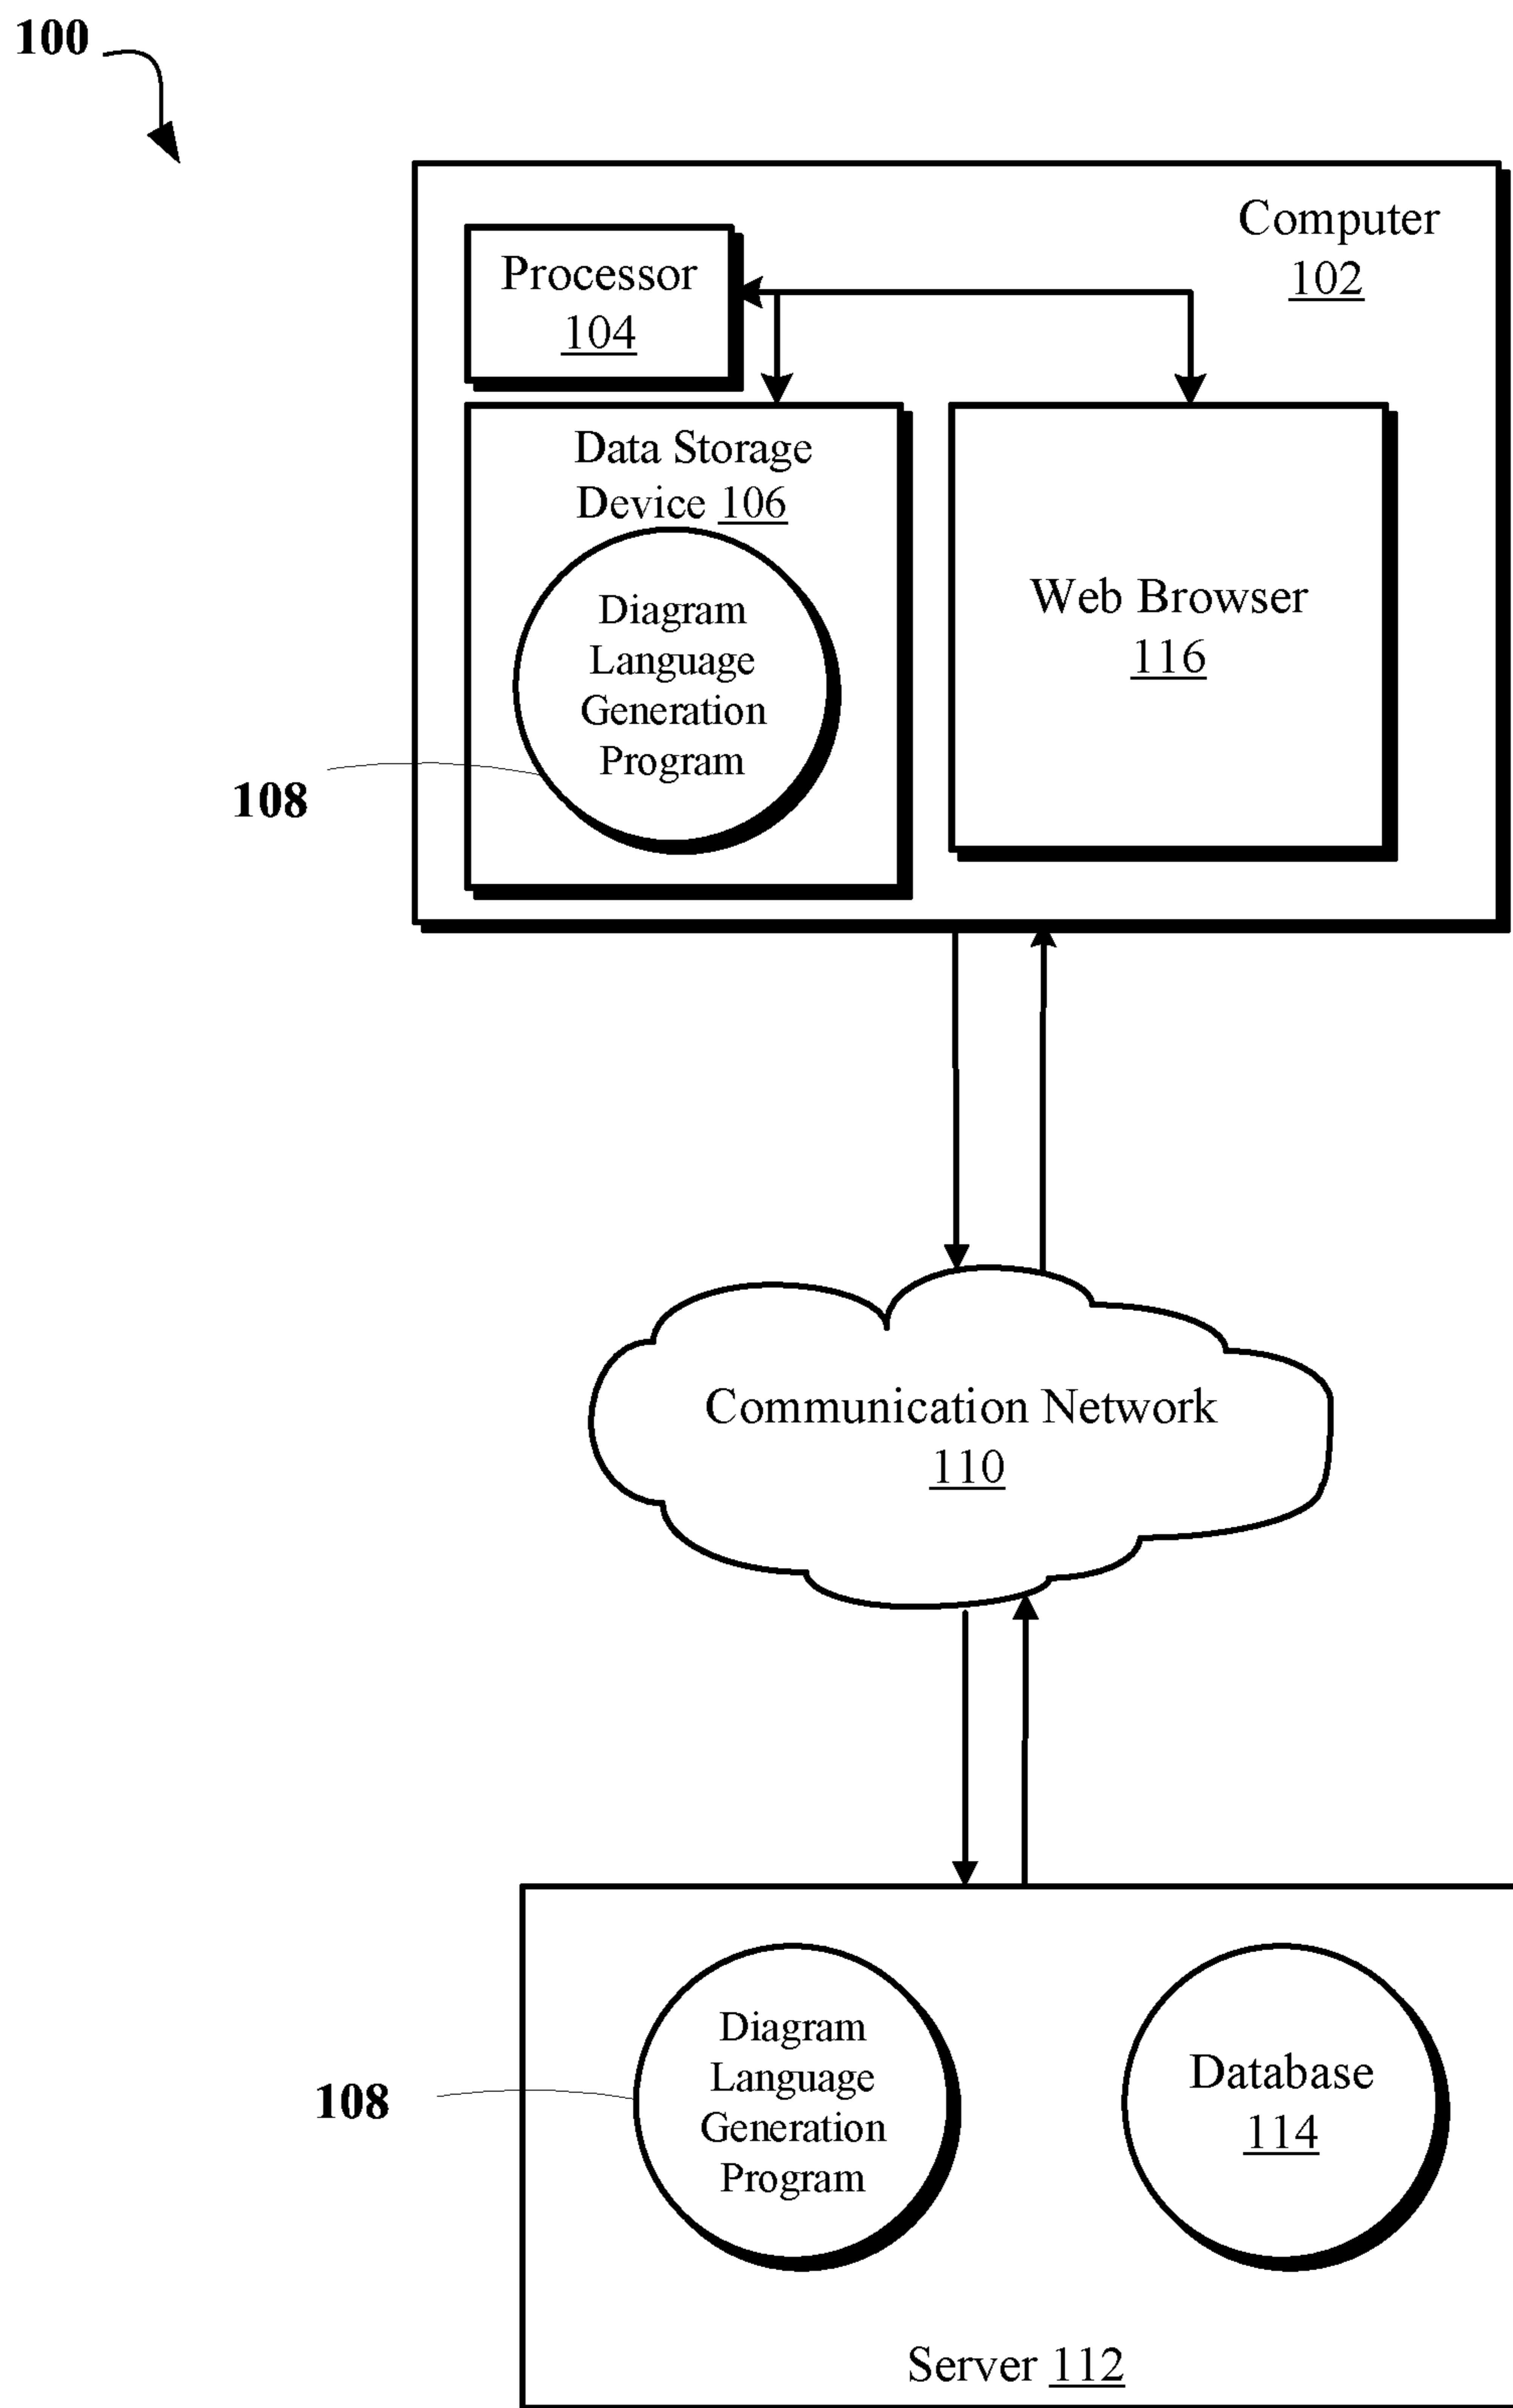 100
Computer
102
Processor
104
Data Storage
Device 106
Diagram
Language
Generation
Program
108
Web Browser
116
Communication Network
110
Diagram
Language
Generation
Program
108
Database
114
Server 112